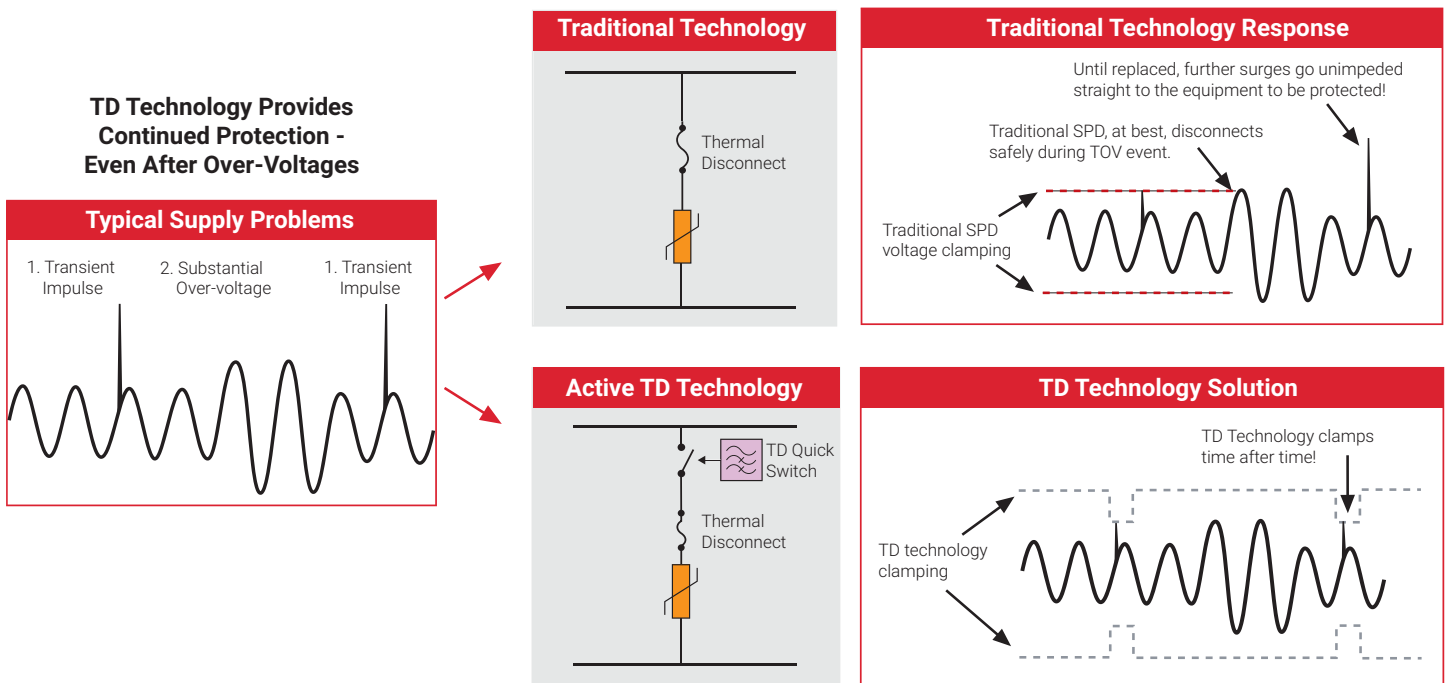 TD Technology Provides
Continued Protection -
Even After Over-Voltages
Typical Supply Problems
1. Transient
Impulse
2. Substantial
Over-voltage
1. Transient
Impulse
Traditional Technology
Thermal
Disconnect
Traditional Technology Response
Until replaced, further surges go unimpeded
straight to the equipment to be protected!
Traditional SPD, at best, disconnects
safely during TOV event.
Traditional SPD
voltage clamping
Active TD Technology
TD Quick
Switch
Thermal
Disconnect
TD Technology Solution
TD Technology clamps
time after time!
TD technology
clamping